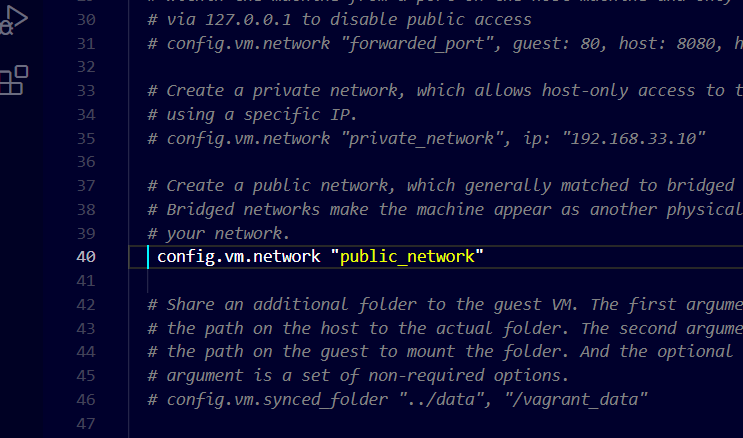 30 # via 127.0.0.1 to disable public access
31 # config.vm.network "forwarded_port", guest: 80, host: 8080, h
32
33 # Create a private network, which allows host-only access to t
34 # using a specific IP.
35 # config.vm.network "private_network", ip: "192.168.33.10"
36
37 # Create a public network, which generally matched to bridged
38 # Bridged networks make the machine appear as another physical
39 # your network.
40 config.vm.network "public_network"
41
42 # Share an additional folder to the guest VM. The first argume
43 # the path on the host to the actual folder. The second argume
44 # the path on the guest to mount the folder. And the optional
45 # argument is a set of non-required options.
46 # config.vm.synced_folder "../data", "/vagrant_data"
47